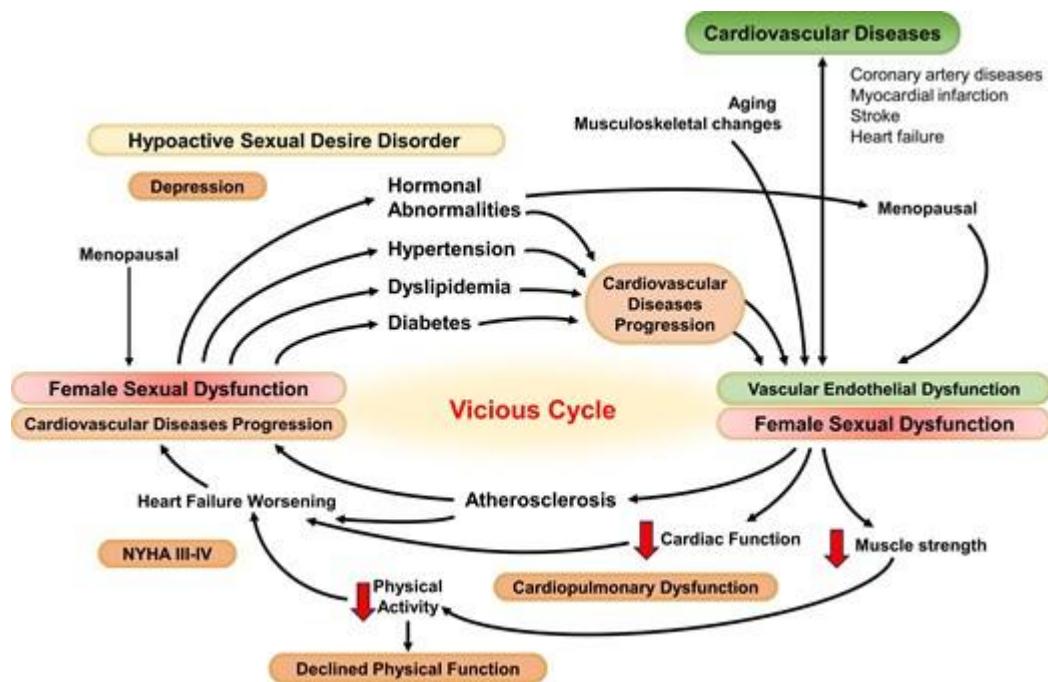 Cardiovascular Diseases
Coronary artery diseases
Myocardial infarction
Stroke
Heart failure
Aging
Musculoskeletal changes
Hypoactive Sexual Desire Disorder
Depression
Hormonal
Abnormalities
Menopausal
Menopausal
Hypertension
Dyslipidemia
Diabetes
Cardiovascular
Diseases
Progression
Female Sexual Dysfunction
Cardiovascular Diseases Progression
Vicious Cycle
Vascular Endothelial Dysfunction
Female Sexual Dysfunction
Heart Failure Worsening
Atherosclerosis
NYHA III-IV
Cardiac Function
Muscle strength
Cardiopulmonary Dysfunction
Physical
Activity
Declined Physical Function